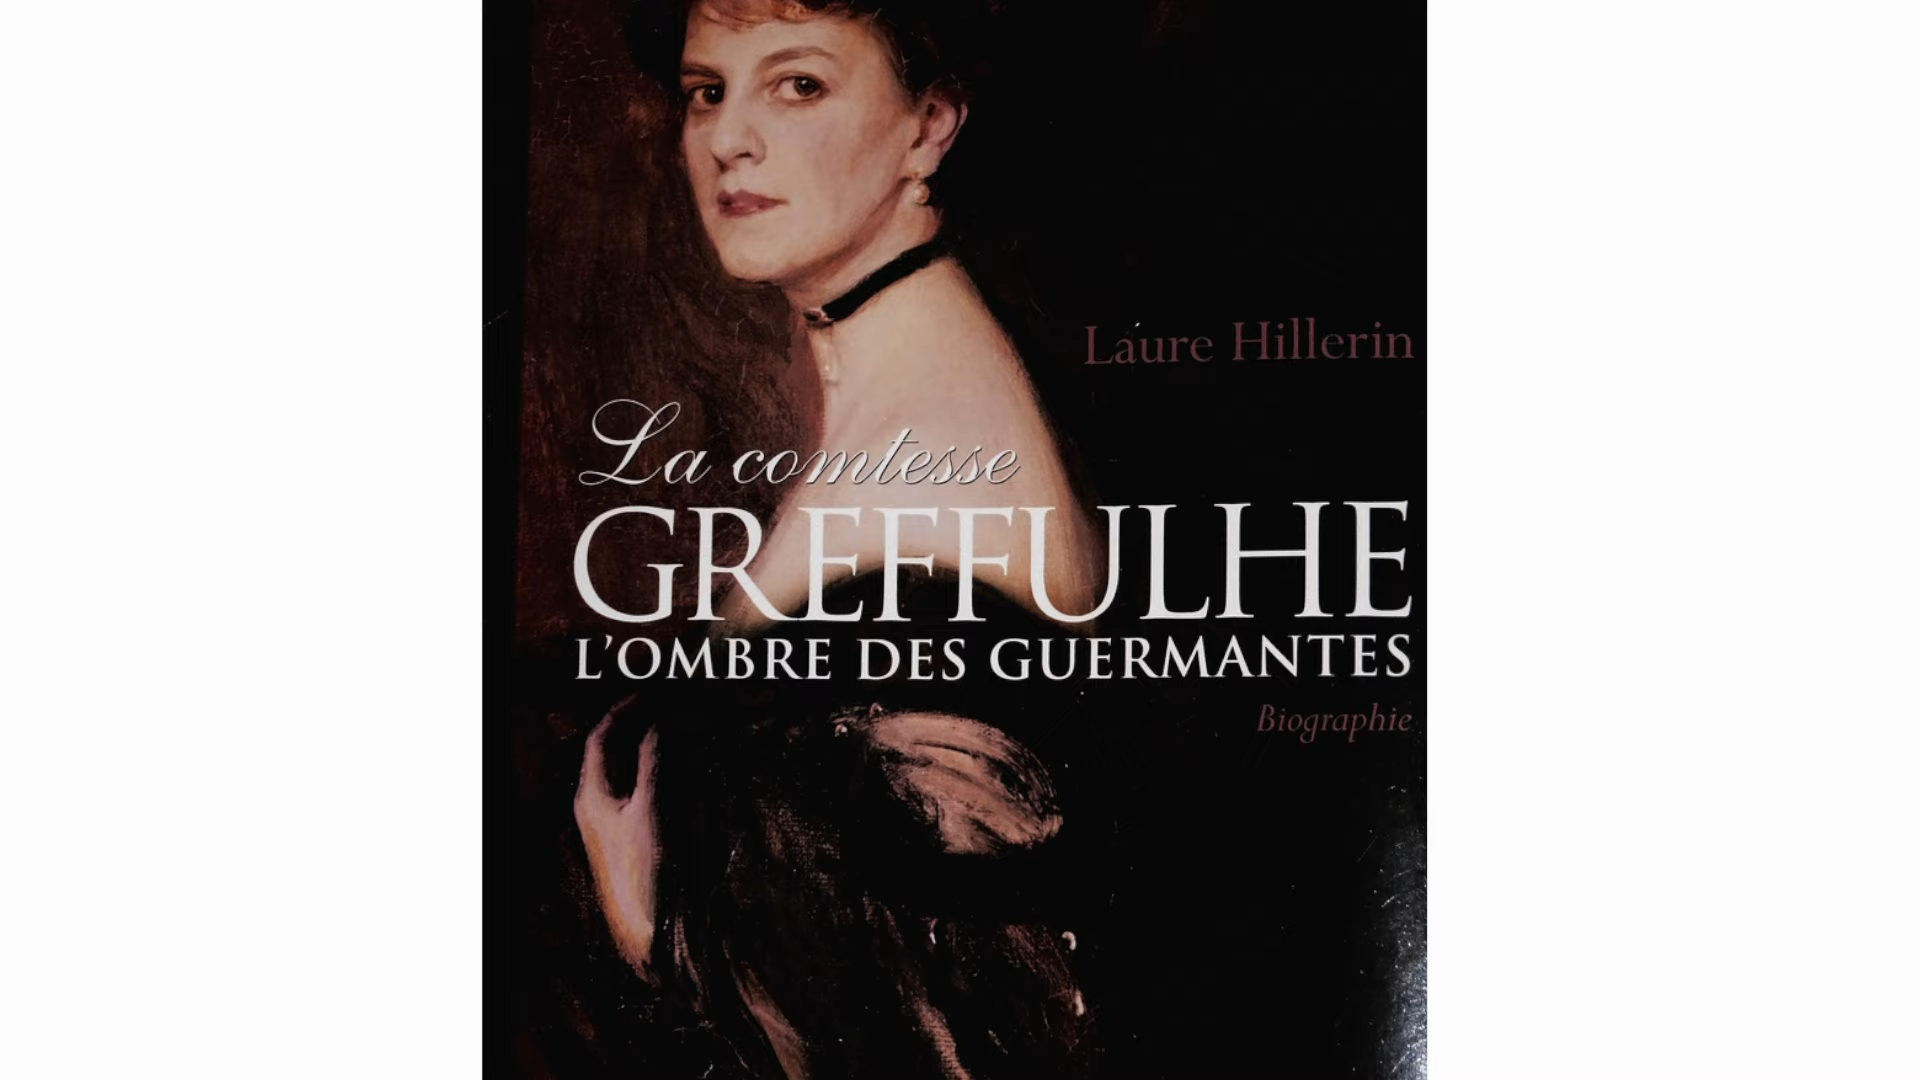 Laure Hillerin
La comtesse
GREFFULHE
L'OMBRE DES GUERMANTES
Biographie